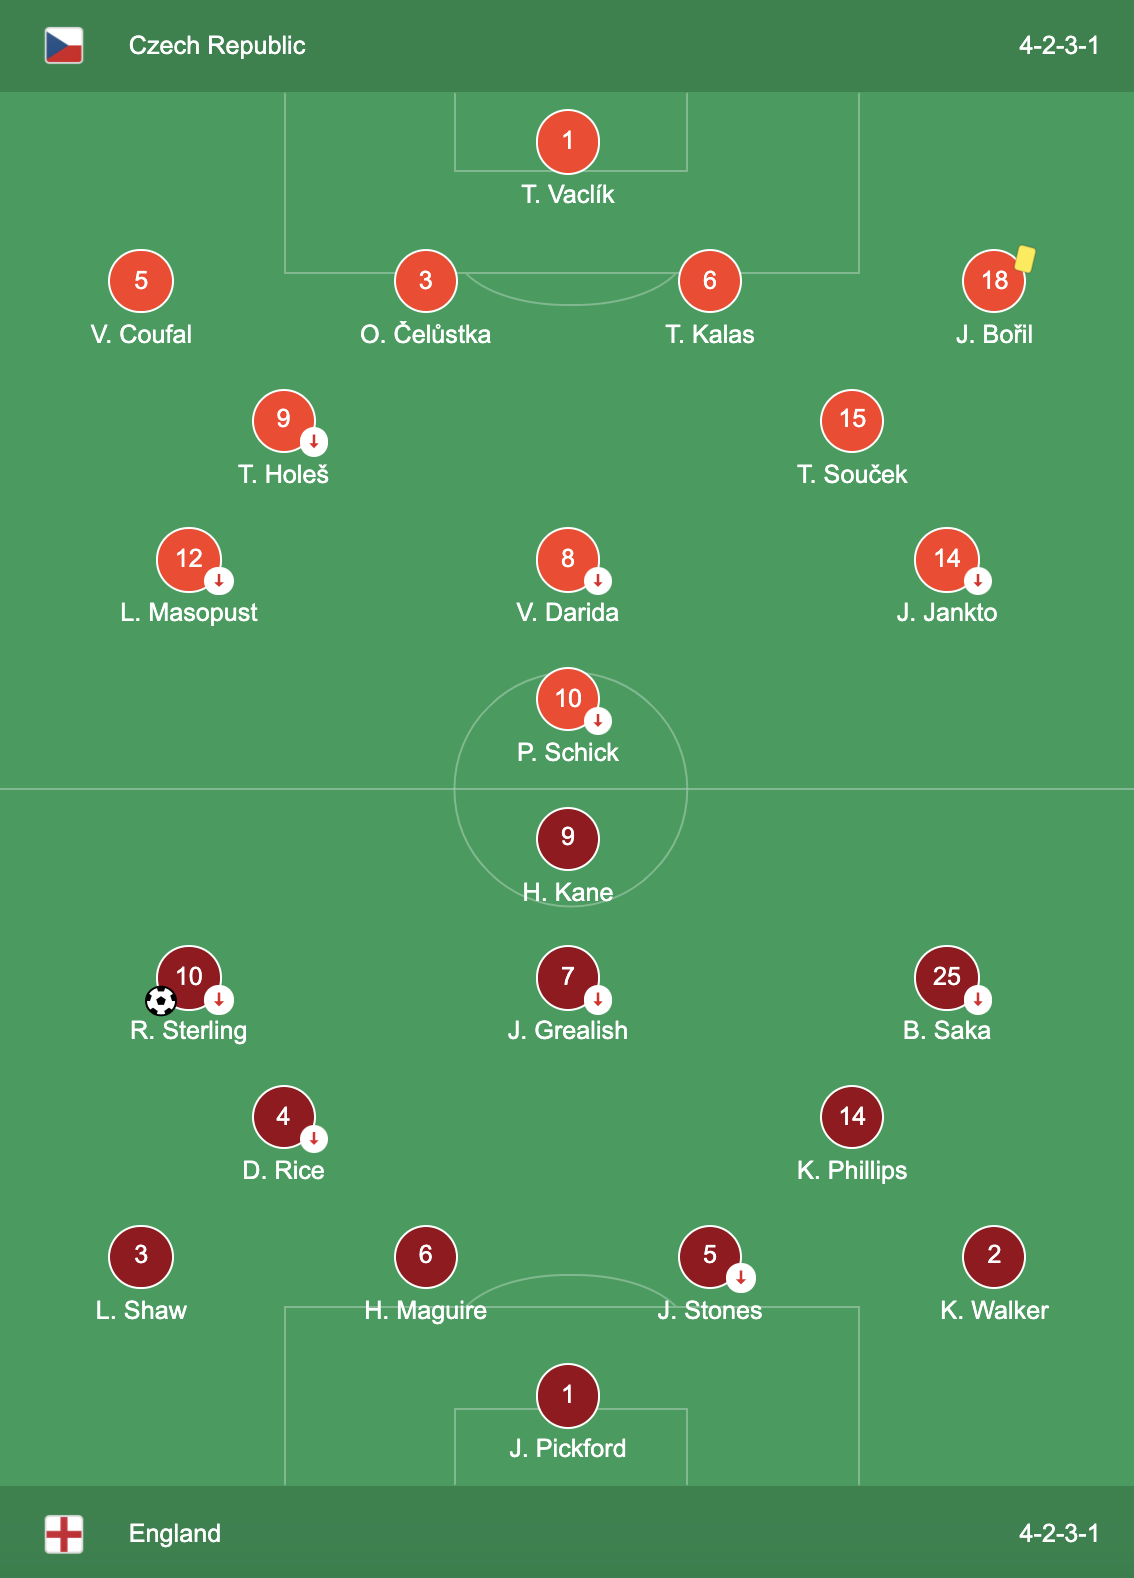 Czech Republic 4-2-3-1
1
T. Vaclík
5 3 6 18
V. Coufal O. Čelůstka T. Kalas J. Bořil
9 15
T. Holeš T. Souček
12 8 14
L. Masopust V. Darida J. Jankto
10
P. Schick
9
H. Kane
10 7 25
R. Sterling J. Grealish B. Saka
4 14
D. Rice K. Phillips
3 6 5 2
L. Shaw H. Maguire J. Stones K. Walker
1
J. Pickford
England 4-2-3-1